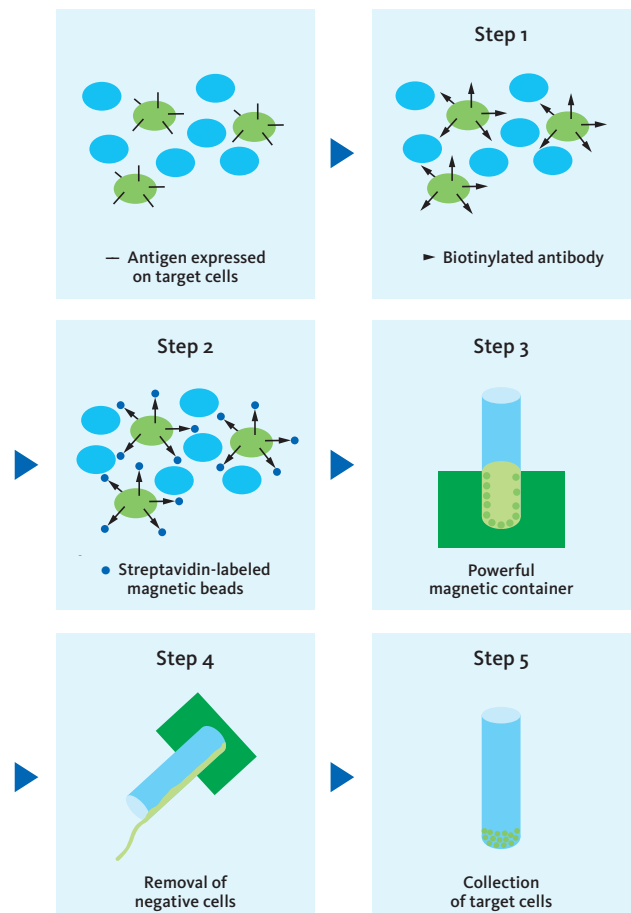 Step 1
— Antigen expressed
on target cells
Biotinylated antibody
Step 2
Step 3
Streptavidin-labeled
magnetic beads
Powerful
magnetic container
Step 4
Step 5
Removal of
negative cells
Collection
of target cells